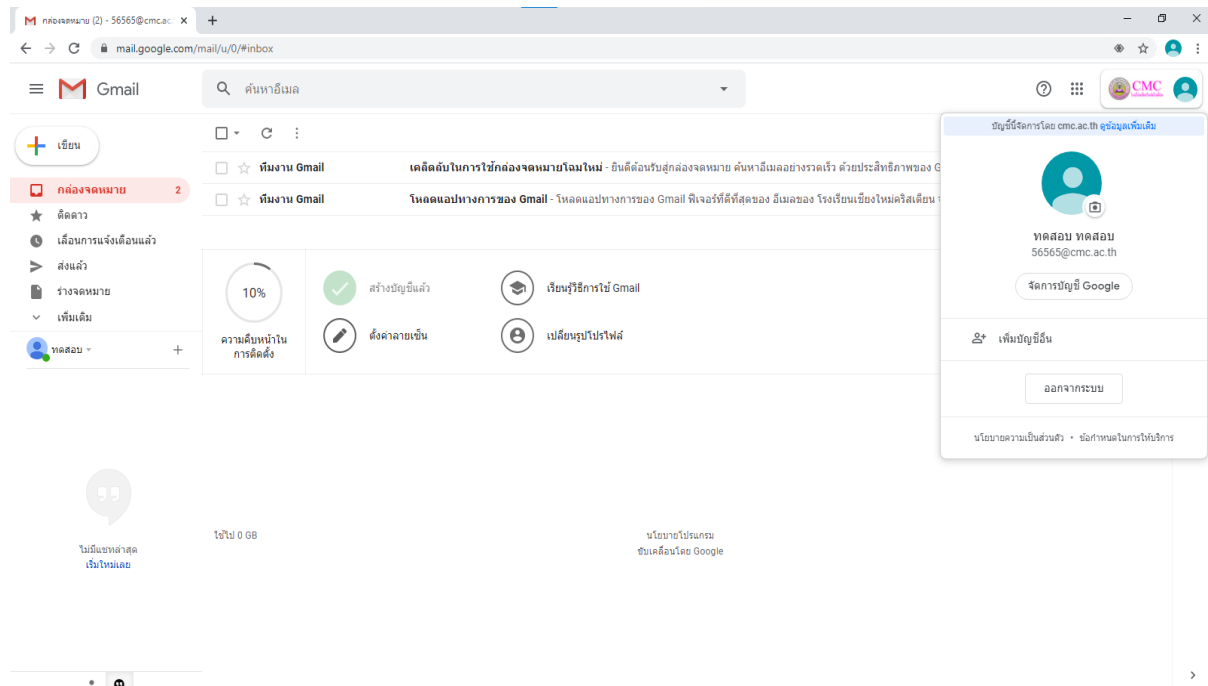 กล่องจดหมาย (2) - 56565@cmc.ac
mail.google.com/mail/u/0/#inbox
Gmail
ค้นหาอีเมล
CMC
เขียน
กล่องจดหมาย 2
ติดดาว
เลื่อนการแจ้งเตือนแล้ว
ส่งแล้ว
ร่างจดหมาย
เพิ่มเติม
ทดสอบ
ไม่มีแชทล่าสุด
เริ่มใหม่เลย
ทีมงาน Gmail เคล็ดลับในการใช้กล่องจดหมายโฉมใหม่ - ยินดีต้อนรับสู่กล่องจดหมาย ค้นหาอีเมลอย่างรวดเร็ว ด้วยประสิทธิภาพของ G
ทีมงาน Gmail โหลดแอปทางการของ Gmail - โหลดแอปทางการของ Gmail ฟีเจอร์ที่ดีที่สุดของ อีเมลของ โรงเรียนเชียงใหม่คริสเตียน
10%
ความคืบหน้าใน
การติดตั้ง
สร้างบัญชีแล้ว
เรียนรู้วิธีการใช้ Gmail
ตั้งค่าลายเซ็น
เปลี่ยนรูปโปรไฟล์
ใช้ไป 0 GB
นโยบายโปรแกรม
ขับเคลื่อนโดย Google
บัญชีนี้จัดการโดย cmc.ac.th ดูข้อมูลเพิ่มเติม
ทดสอบ ทดสอบ
56565@cmc.ac.th
จัดการบัญชี Google
เพิ่มบัญชีอื่น
ออกจากระบบ
นโยบายความเป็นส่วนตัว • ข้อกำหนดในการให้บริการ